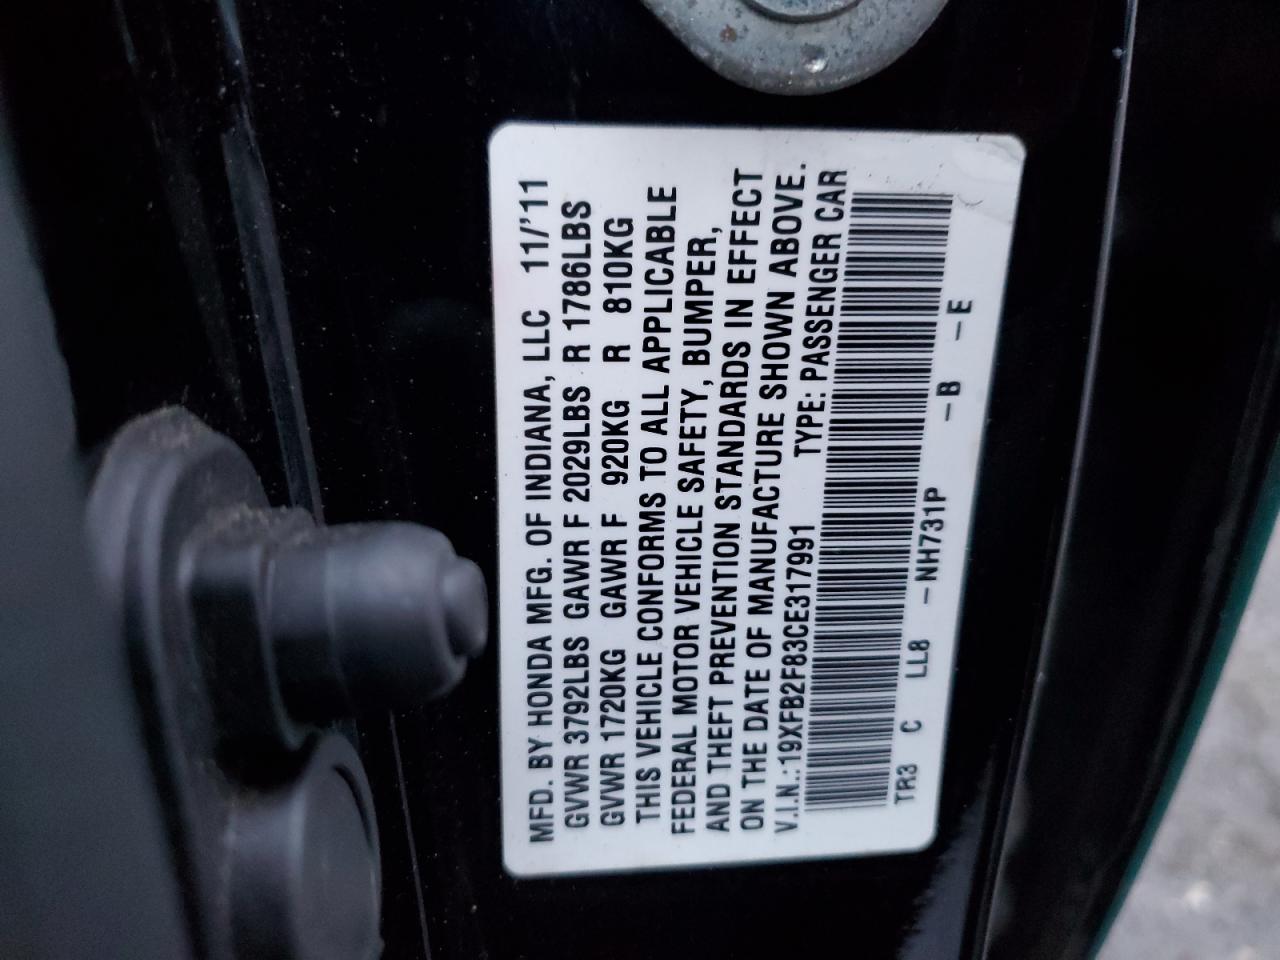 MFD. BY HONDA MFG. OF INDIANA, LLC 11/'11
GVWR 3792LBS GAWR F 2029LBS R 1786LBS
GVWR 1720KG GAWR F 920KG R 810KG
THIS VEHICLE CONFORMS TO ALL APPLICABLE
FEDERAL MOTOR VEHICLE SAFETY, BUMPER,
AND THEFT PREVENTION STANDARDS IN EFFECT
ON THE DATE OF MANUFACTURE SHOWN ABOVE.
V.I.N.:19XFB2F83CE317991 TYPE: PASSENGER CAR
TR3 C LL8 -NH731P -B -E